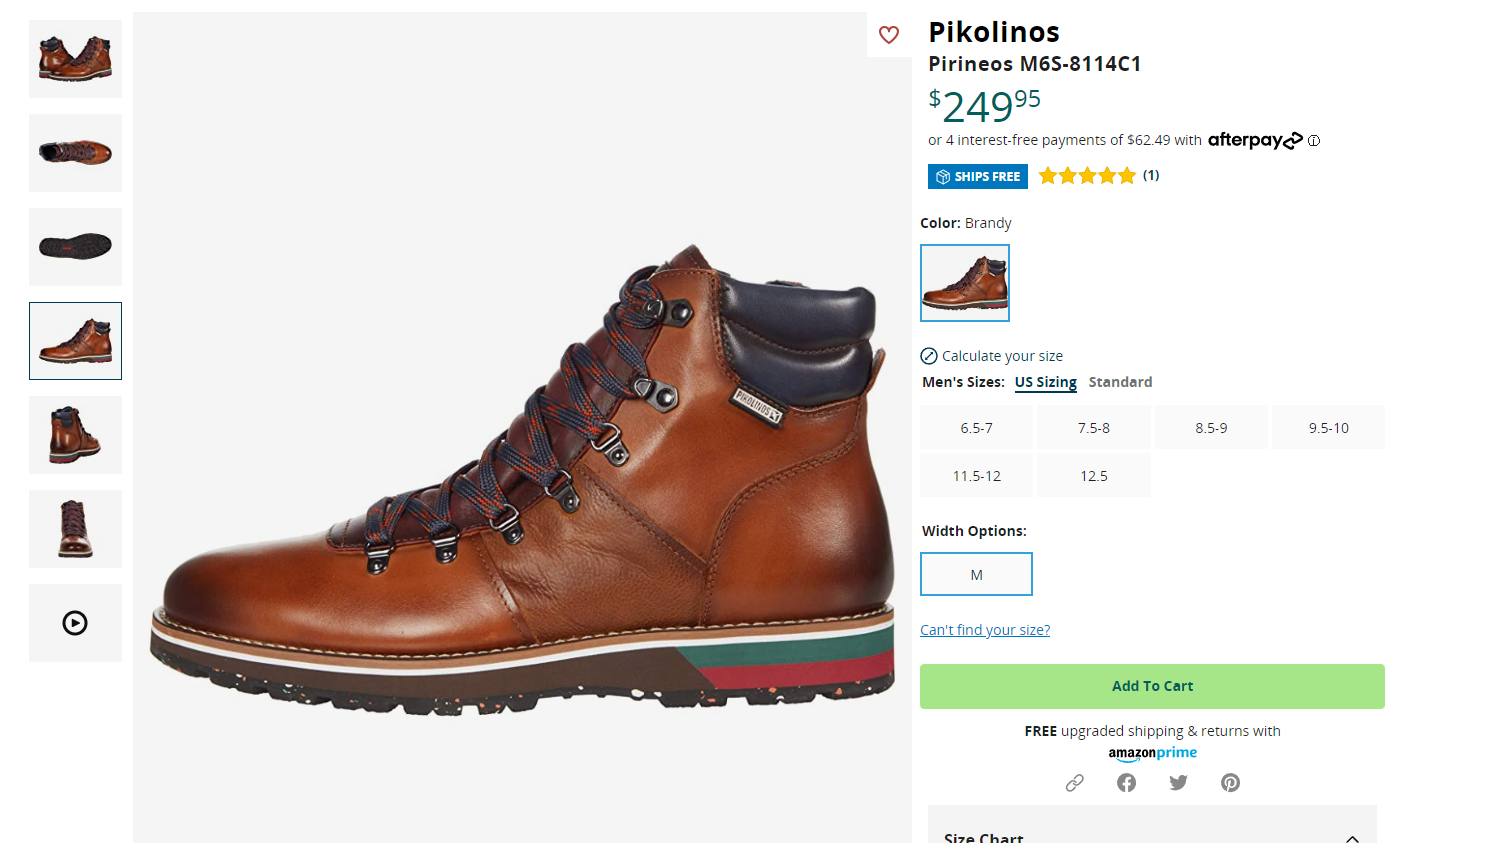 Pikolinos
Pirineos M6S-8114C1
$249.95
or 4 interest-free payments of $62.49 with afterpay
SHIPS FREE (1)
Color: Brandy
Calculate your size
Men's Sizes: US Sizing Standard
6.5-7 7.5-8 8.5-9 9.5-10
11.5-12 12.5
Width Options:
M
Can't find your size?
Add To Cart
FREE upgraded shipping & returns with
amazonprime
Size Chart
PIKOLINOS